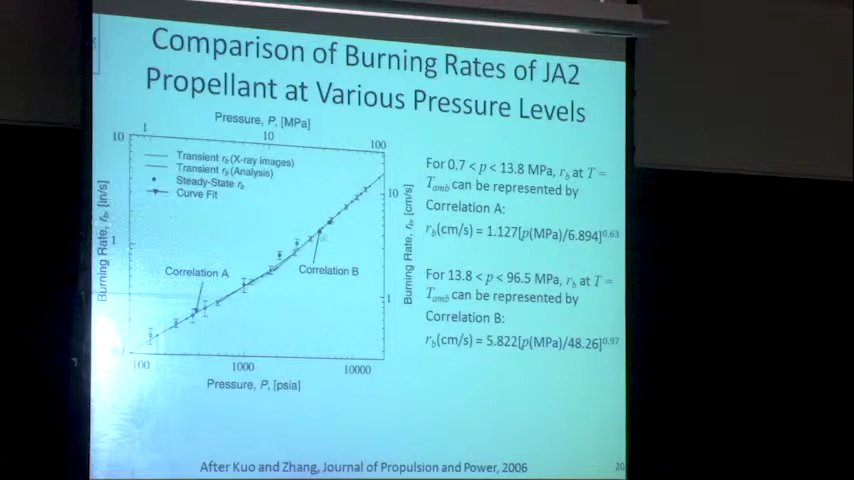 Comparison of Burning Rates of JA2
Propellant at Various Pressure Levels
Pressure, P, [MPa]
1 10 100
10
Transient rb (X-ray images)
Transient rb (Analysis)
Steady-State rb
Curve Fit
Burning Rate, rb, [in/s]
1
0.1
Correlation A
Correlation B
10
1
Burning Rate, rb, [cm/s]
100 1000 10000
Pressure, P, [psia]
For 0.7 < p < 13.8 MPa, rb at T =
Tamb can be represented by
Correlation A:
rb(cm/s) = 1.127[p(MPa)/6.894]^0.63
For 13.8 < p < 96.5 MPa, rb at T =
Tamb can be represented by
Correlation B:
rb(cm/s) = 5.822[p(MPa)/48.26]^0.97
After Kuo and Zhang, Journal of Propulsion and Power, 2006
20